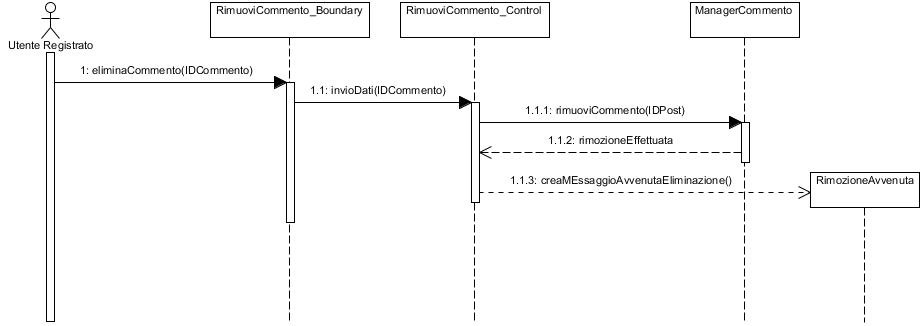 RimuoviCommento_Boundary
RimuoviCommento_Control
ManagerCommento
Utente Registrato
1: eliminaCommento(IDCommento)
1.1: invioDati(IDCommento)
1.1.1: rimuoviCommento(IDPost)
1.1.2: rimozioneEffettuata
1.1.3: creaMEssaggioAvvenutaEliminazione()
RimozioneAvvenuta